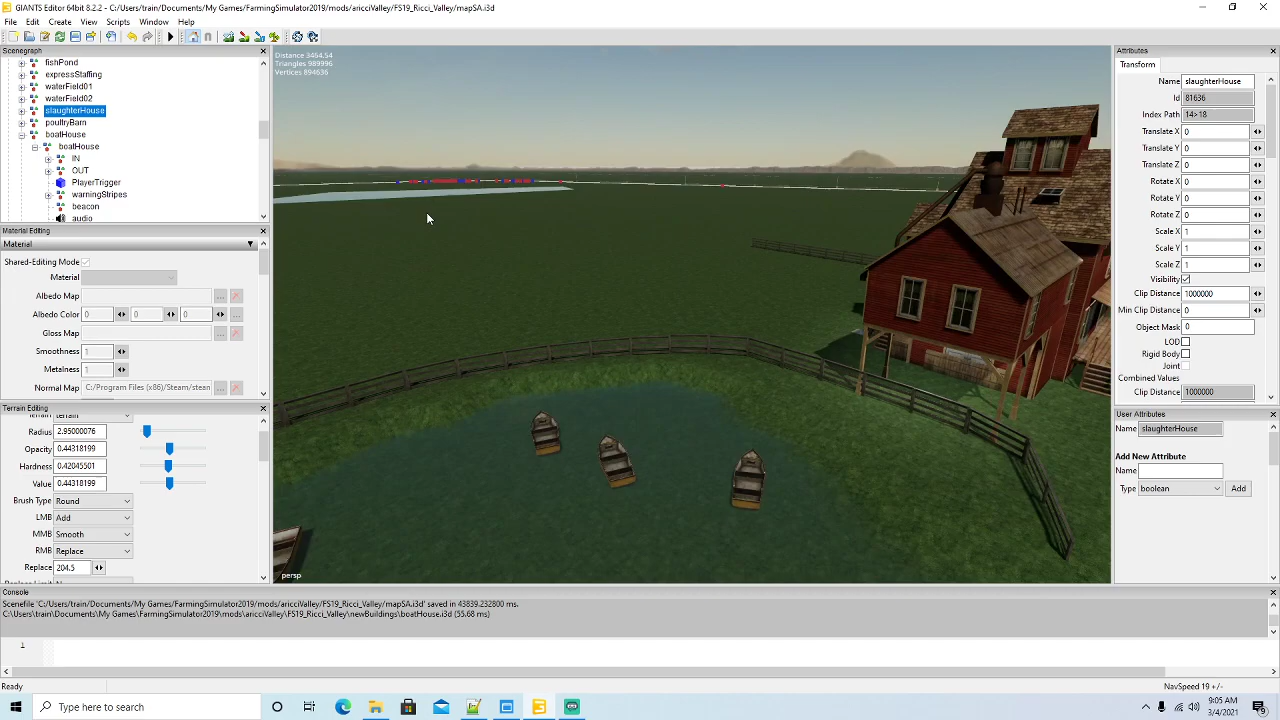 GIANTS Editor 64bit 8.2.2 - C:/Users/train/Documents/My Games/FarmingSimulator2019/mods/aricciValley/FS19_Ricci_Valley/mapSA.i3d
File Edit Create View Scripts Window Help
Scenegraph
fishPond
expressStaffing
waterField01
waterField02
slaughterHouse
poultryBarn
boatHouse
boatHouse
IN
OUT
PlayerTrigger
warningStripes
beacon
audio
Material Editing
Material
Shared-Editing Mode
Material
Albedo Map ...
Albedo Color 0 0 0 ...
Gloss Map ...
Smoothness 1
Metalness 1
Normal Map C:/Program Files (x86)/Steam/stean ...
Terrain Editing
Terrain terrain
Radius 2.95000076
Opacity 0.44318199
Hardness 0.42045501
Value 0.44318199
Brush Type Round
LMB Add
MMB Smooth
RMB Replace
Replace 204.5
Distance 3464.54
Triangles 989996
Vertices 894636
persp
Attributes
Transform
Name slaughterHouse
Id 81636
Index Path 14>18
Translate X 0
Translate Y 0
Translate Z 0
Rotate X 0
Rotate Y 0
Rotate Z 0
Scale X 1
Scale Y 1
Scale Z 1
Visibility
Clip Distance 1000000
Min Clip Distance 0
Object Mask 0
LOD
Rigid Body
Joint
Combined Values
Clip Distance 1000000
User Attributes
Name slaughterHouse
Add New Attribute
Name
Type boolean Add
Console
Scenefile 'C:/Users/train/Documents/My Games/FarmingSimulator2019/mods/aricciValley/FS19_Ricci_Valley/mapSA.i3d' saved in 43839.232800 ms.
C:\Users\train\Documents\My Games\FarmingSimulator2019\mods\aricciValley\FS19_Ricci_Valley\newBuildings\boatHouse.i3d (55.68 ms)
1
Ready
NavSpeed 19 +/-
Type here to search
9:05 AM
3/4/2021